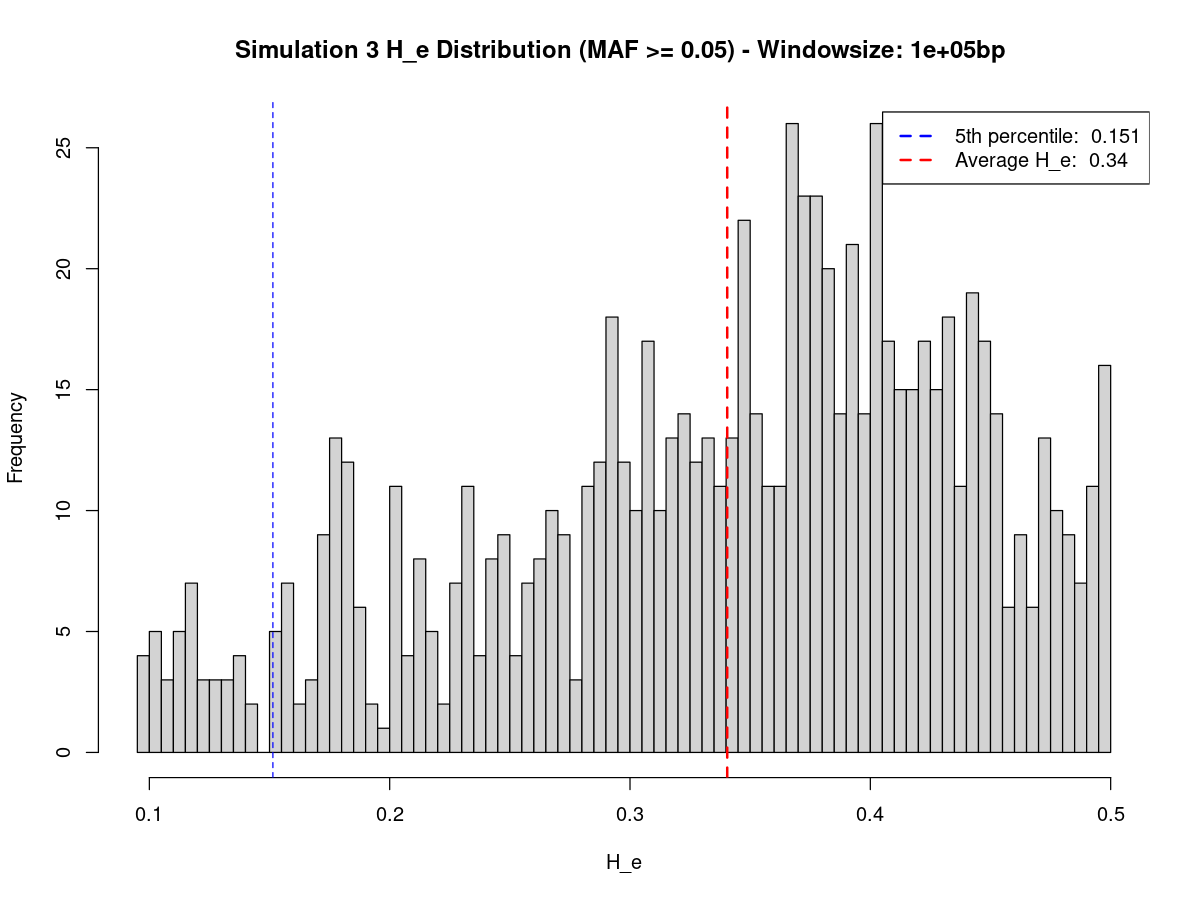 Simulation 3 H_e Distribution (MAF >= 0.05) - Windowsize: 1e+05bp
5th percentile: 0.151
Average H_e: 0.34
Frequency
25
20
15
10
5
0
0.1 0.2 0.3 0.4 0.5
H_e